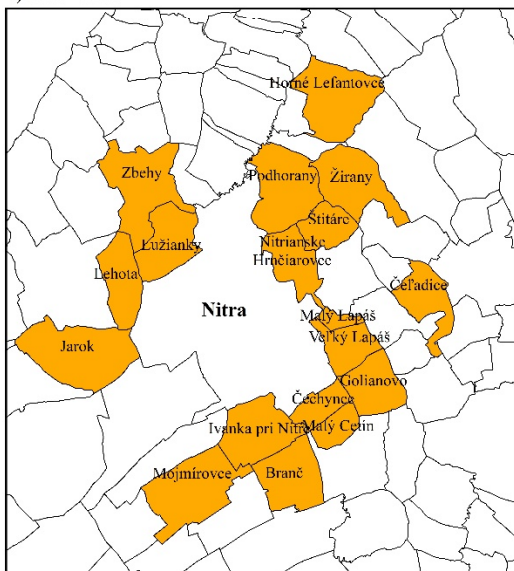 Horné Lefantovce
Zbehy
Podhorany
Žirany
Štitáre
Lužianky
Nitrianske
Hrnčiarovce
Lehota
Čeľadice
Nitra
Malý Lapáš
Veľký Lapáš
Jarok
Golianovo
Čechynce
Ivanka pri Nitre
Malý Cetín
Mojmírovce
Branč